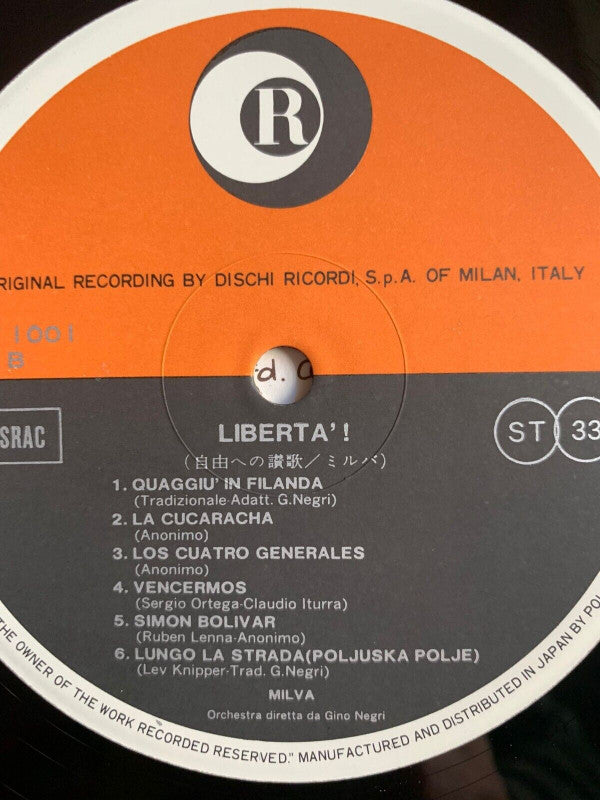 R
RIGINAL RECORDING BY DISCHI RICORDI, S.p.A. OF MILAN, ITALY
1001
B
d.
SRAC
LIBERTA'!
ST 33
(自由への讃歌/ミルバ)
1. QUAGGIU' IN FILANDA
(Tradizionale-Adatt. G.Negri)
2. LA CUCARACHA
(Anonimo)
3. LOS CUATRO GENERALES
(Anonimo)
4. VENCERMOS
(Sergio Ortega-Claudio Iturra)
5. SIMON BOLIVAR
(Ruben Lenna-Anonimo)
6. LUNGO LA STRADA(POLJUSKA POLJE)
(Lev Knipper-Trad. G.Negri)
MILVA
Orchestra diretta da Gino Negri
THE OWNER OF THE WORK RECORDED RESERVED." MANUFACTURED AND DISTRIBUTED IN JAPAN BY POL